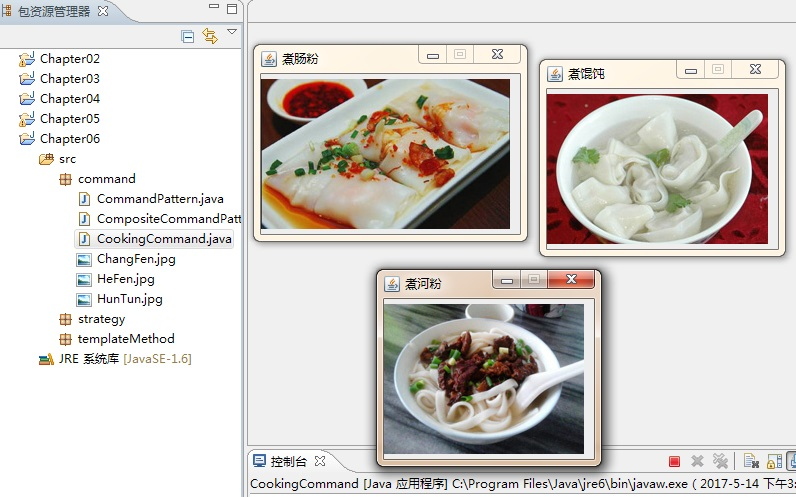 包资源管理器
Chapter02
Chapter03
Chapter04
Chapter05
Chapter06
src
command
CommandPattern.java
CompositeCommandPatt
CookingCommand.java
ChangFen.jpg
HeFen.jpg
HunTun.jpg
strategy
templateMethod
JRE 系统库 [JavaSE-1.6]
煮肠粉
煮馄饨
煮河粉
控制台
CookingCommand [Java 应用程序] C:\Program Files\Java\jre6\bin\javaw.exe ( 2017-5-14 下午3: